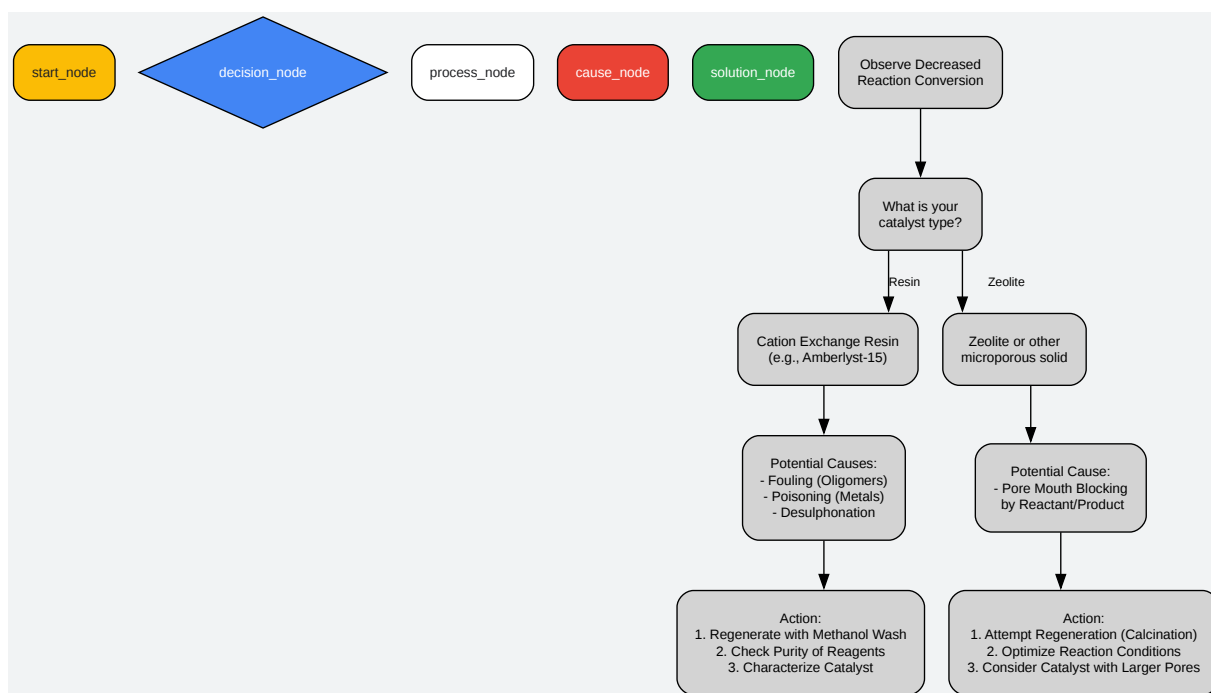 start_node
decision_node
process_node
cause_node
solution_node
Observe Decreased
Reaction Conversion
What is your
catalyst type?
Resin
Zeolite
Cation Exchange Resin
(e.g., Amberlyst-15)
Zeolite or other
microporous solid
Potential Causes:
- Fouling (Oligomers)
- Poisoning (Metals)
- Desulphonation
Potential Cause:
- Pore Mouth Blocking
by Reactant/Product
Action:
1. Regenerate with Methanol Wash
2. Check Purity of Reagents
3. Characterize Catalyst
Action:
1. Attempt Regeneration (Calcination)
2. Optimize Reaction Conditions
3. Consider Catalyst with Larger Pores